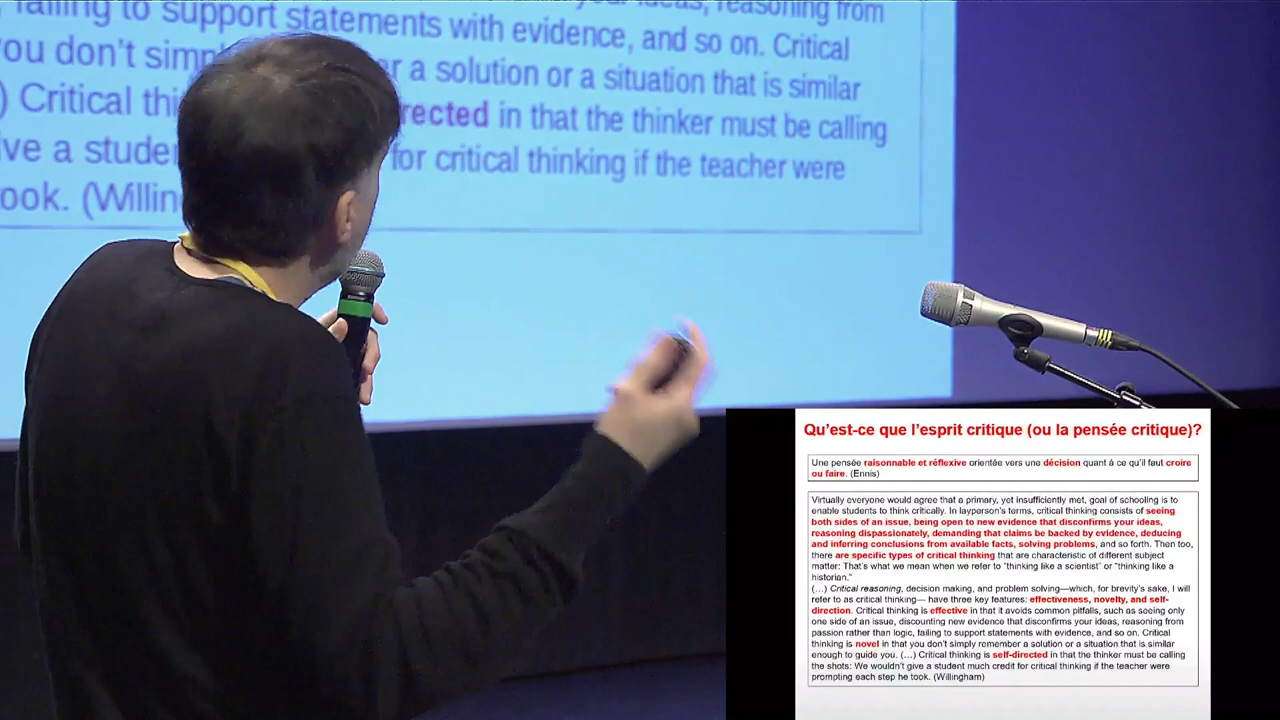 failing to support statements with evidence, and so on. Critical
you don't simp r a solution or a situation that is similar
) Critical thi rected in that the thinker must be calling
ive a stude for critical thinking if the teacher were
ook. (Willin
Qu'est-ce que l'esprit critique (ou la pensée critique)?
Une pensée raisonnable et réflexive orientée vers une décision quant à ce qu'il faut croire
ou faire. (Ennis)
Virtually everyone would agree that a primary, yet insufficiently met, goal of schooling is to
enable students to think critically. In layperson's terms, critical thinking consists of seeing
both sides of an issue, being open to new evidence that disconfirms your ideas,
reasoning dispassionately, demanding that claims be backed by evidence, deducing
and inferring conclusions from available facts, solving problems, and so forth. Then too,
there are specific types of critical thinking that are characteristic of different subject
matter: That's what we mean when we refer to "thinking like a scientist" or "thinking like a
historian."
(...) Critical reasoning, decision making, and problem solving—which, for brevity's sake, I will
refer to as critical thinking— have three key features: effectiveness, novelty, and self-
direction. Critical thinking is effective in that it avoids common pitfalls, such as seeing only
one side of an issue, discounting new evidence that disconfirms your ideas, reasoning from
passion rather than logic, failing to support statements with evidence, and so on. Critical
thinking is novel in that you don't simply remember a solution or a situation that is similar
enough to guide you. (...) Critical thinking is self-directed in that the thinker must be calling
the shots: We wouldn't give a student much credit for critical thinking if the teacher were
prompting each step he took. (Willingham)